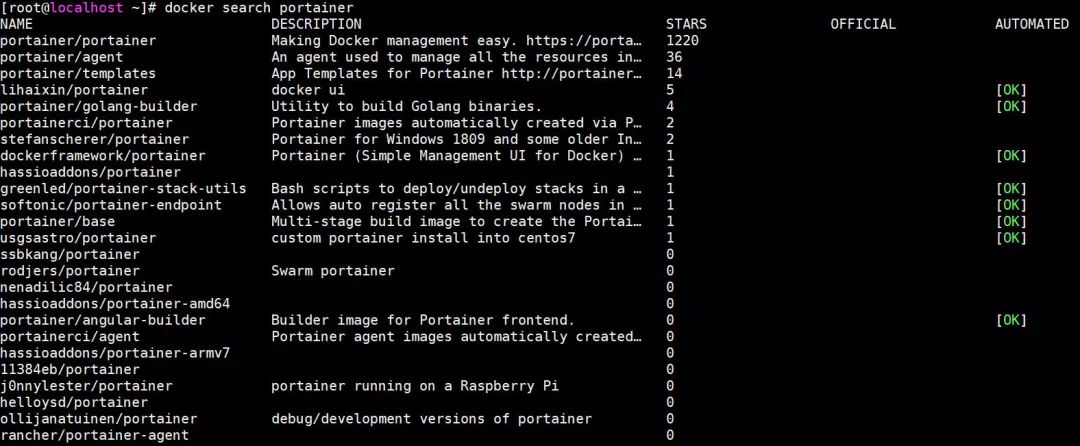 [root@localhost ~]# docker search portainer
NAME DESCRIPTION STARS OFFICIAL AUTOMATED
portainer/portainer Making Docker management easy. https://porta… 1220
portainer/agent An agent used to manage all the resources in… 36
portainer/templates App Templates for Portainer http://portainer… 14
lihaixin/portainer docker ui 5 [OK]
portainer/golang-builder Utility to build Golang binaries. 4 [OK]
portainerci/portainer Portainer images automatically created via P… 2
stefanscherer/portainer Portainer for Windows 1809 and some older In… 2
dockerframework/portainer Portainer (Simple Management UI for Docker) … 1 [OK]
hassioaddons/portainer 1
greenled/portainer-stack-utils Bash scripts to deploy/undeploy stacks in a … 1 [OK]
softonic/portainer-endpoint Allows auto register all the swarm nodes in … 1 [OK]
portainer/base Multi-stage build image to create the Portai… 1 [OK]
usgsastro/portainer custom portainer install into centos7 1 [OK]
ssbkang/portainer 0
rodjers/portainer Swarm portainer 0
nenadilic84/portainer 0
hassioaddons/portainer-amd64 0
portainer/angular-builder Builder image for Portainer frontend. 0 [OK]
portainerci/agent Portainer agent images automatically created… 0
hassioaddons/portainer-armv7 0
11384eb/portainer 0
j0nnylester/portainer portainer running on a Raspberry Pi 0
helloysd/portainer 0
ollijanatuinen/portainer debug/development versions of portainer 0
rancher/portainer-agent 0